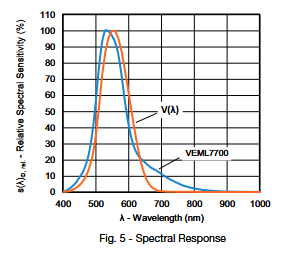 s(λ)o, rel. - Relative Spectral Sensitivity (%)
110
100
90
80
70
60
50
40
30
20
10
0
V(λ)
VEML7700
400 500 600 700 800 900 1000
λ - Wavelength (nm)
Fig. 5 - Spectral Response